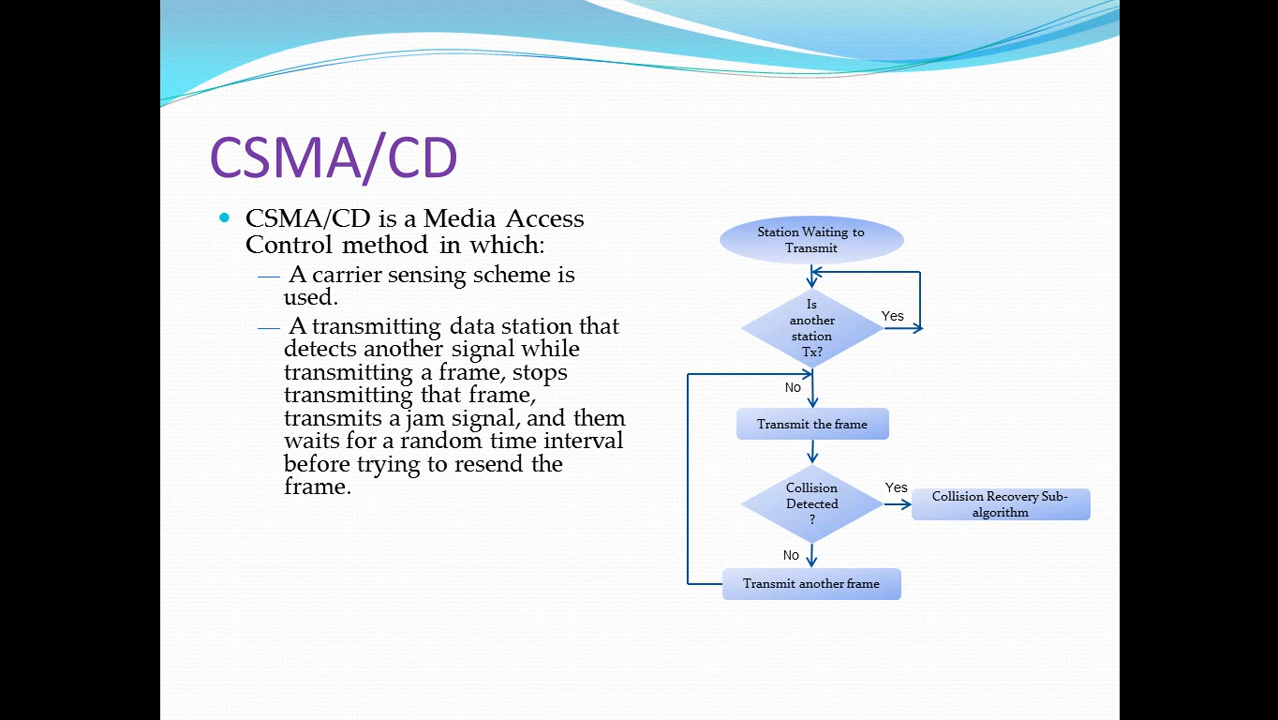 CSMA/CD
• CSMA/CD is a Media Access
Control method in which:
— A carrier sensing scheme is
used.
— A transmitting data station that
detects another signal while
transmitting a frame, stops
transmitting that frame,
transmits a jam signal, and them
waits for a random time interval
before trying to resend the
frame.
Station Waiting to
Transmit
Is
another
station
Tx?
Yes
No
Transmit the frame
Collision
Detected
?
Yes
Collision Recovery Sub-
algorithm
No
Transmit another frame